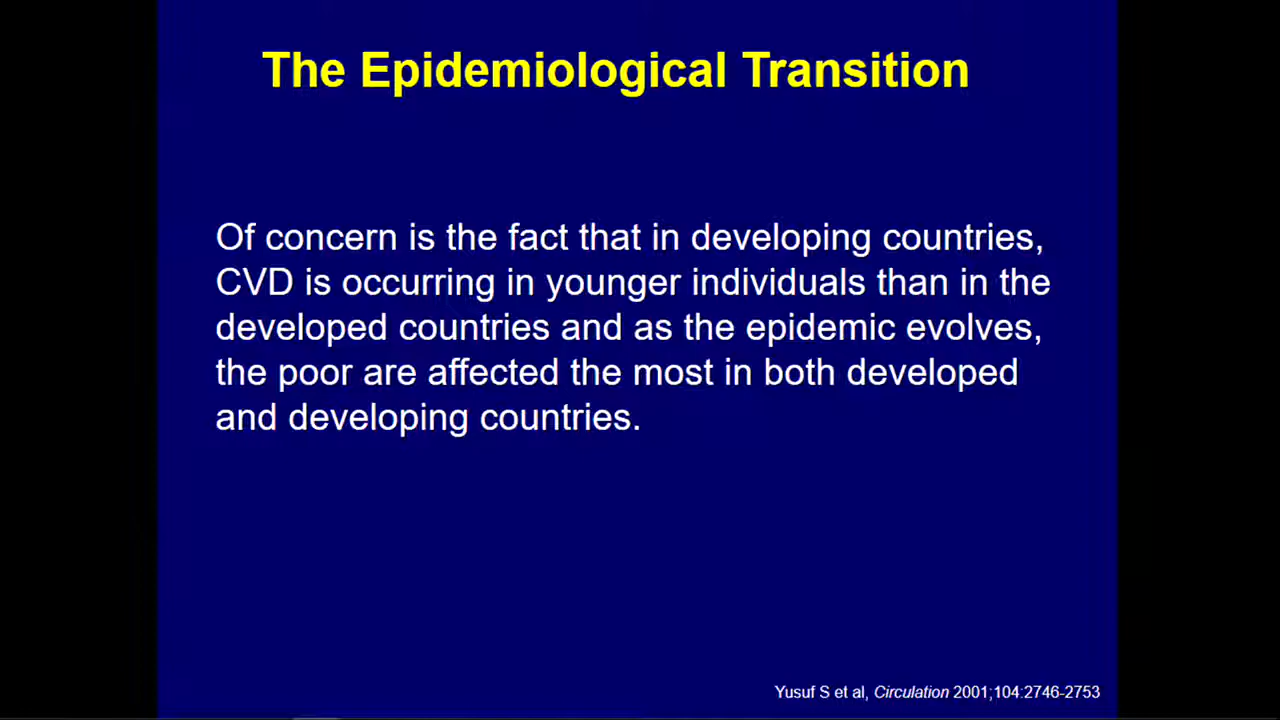 The Epidemiological Transition
Of concern is the fact that in developing countries,
CVD is occurring in younger individuals than in the
developed countries and as the epidemic evolves,
the poor are affected the most in both developed
and developing countries.
Yusuf S et al, Circulation 2001;104:2746-2753